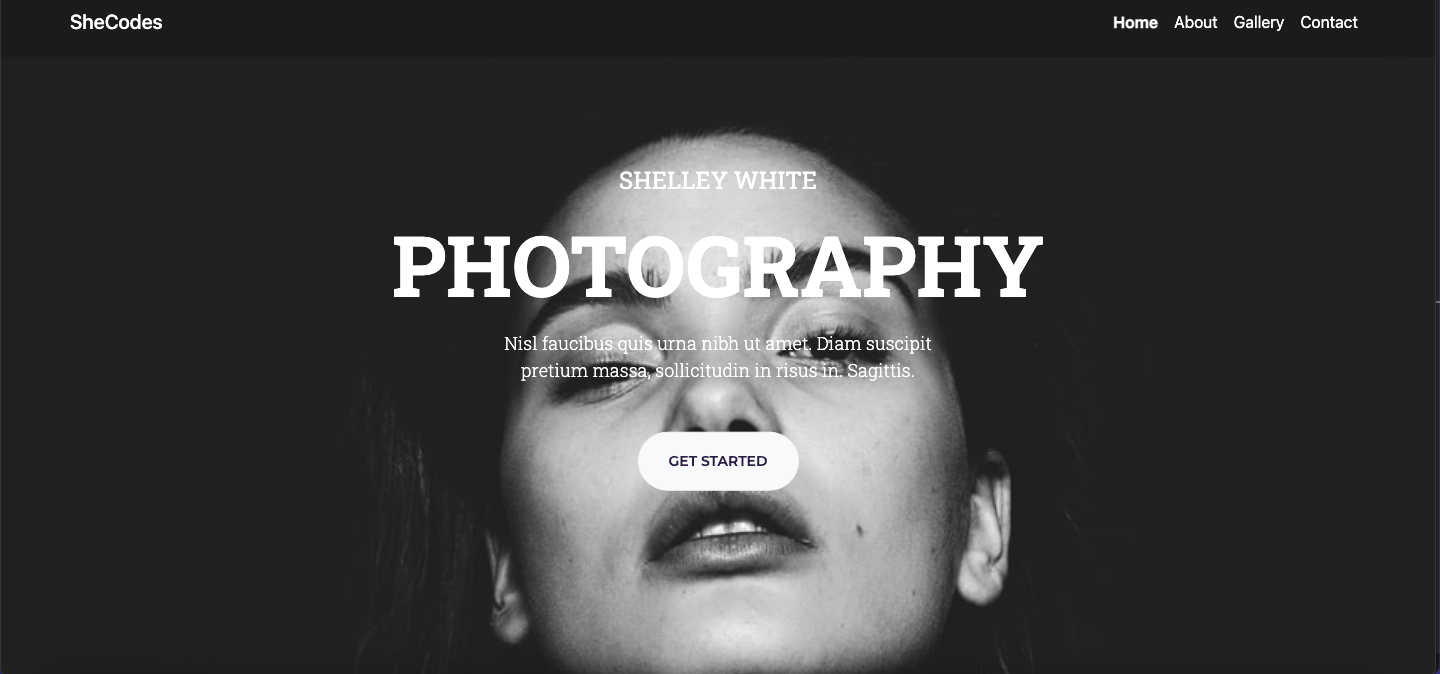 SheCodes
Home About Gallery Contact
SHELLEY WHITE
PHOTOGRAPHY
Nisl faucibus quis urna nibh ut amet. Diam suscipit
pretium massa, sollicitudin in risus in. Sagittis.
GET STARTED